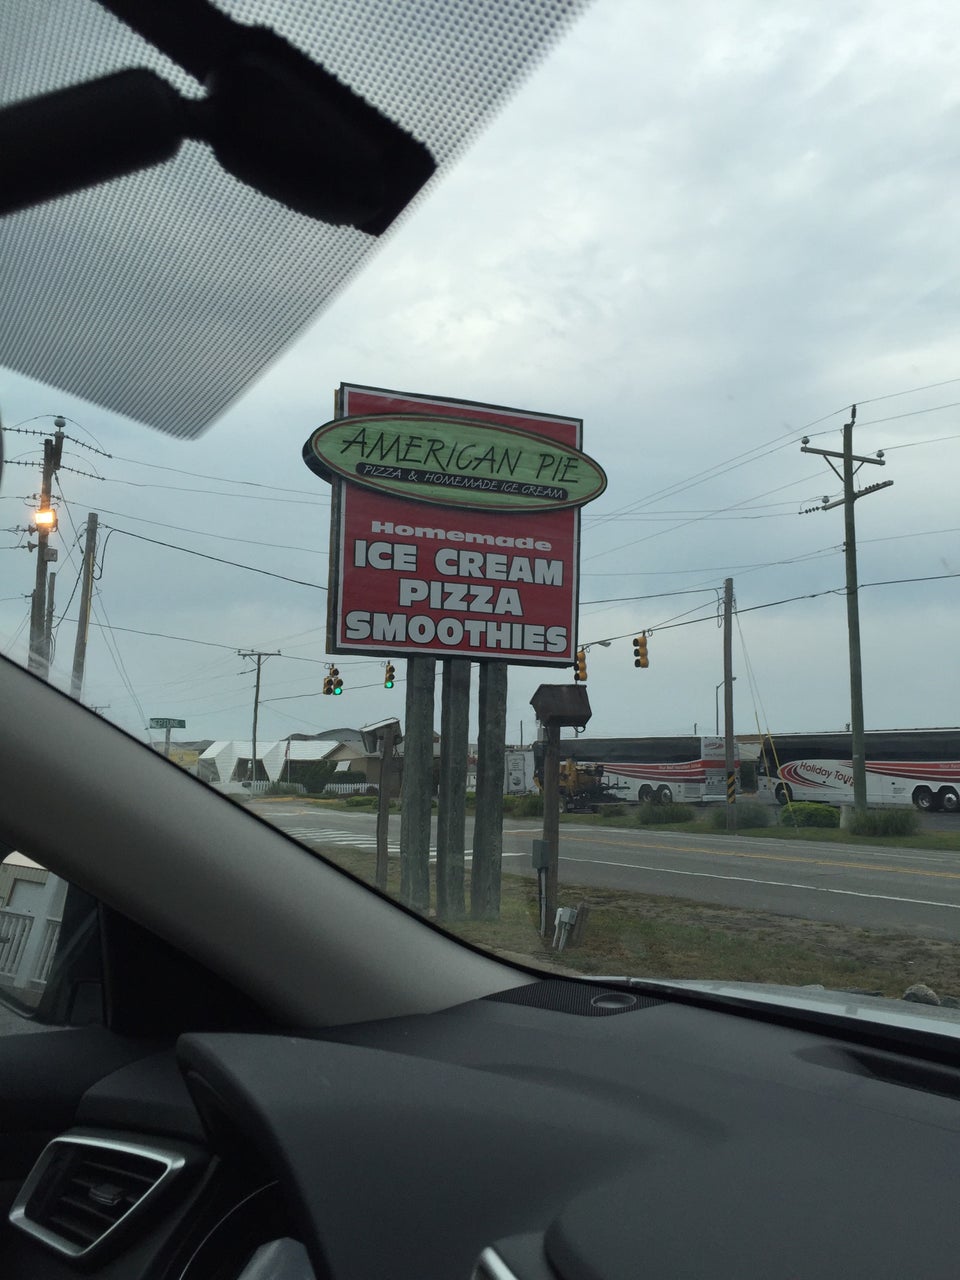 AMERICAN PIE
PIZZA & HOMEMADE ICE CREAM
Homemade
ICE CREAM
PIZZA
SMOOTHIES
NEPTUNE
Holiday Tours